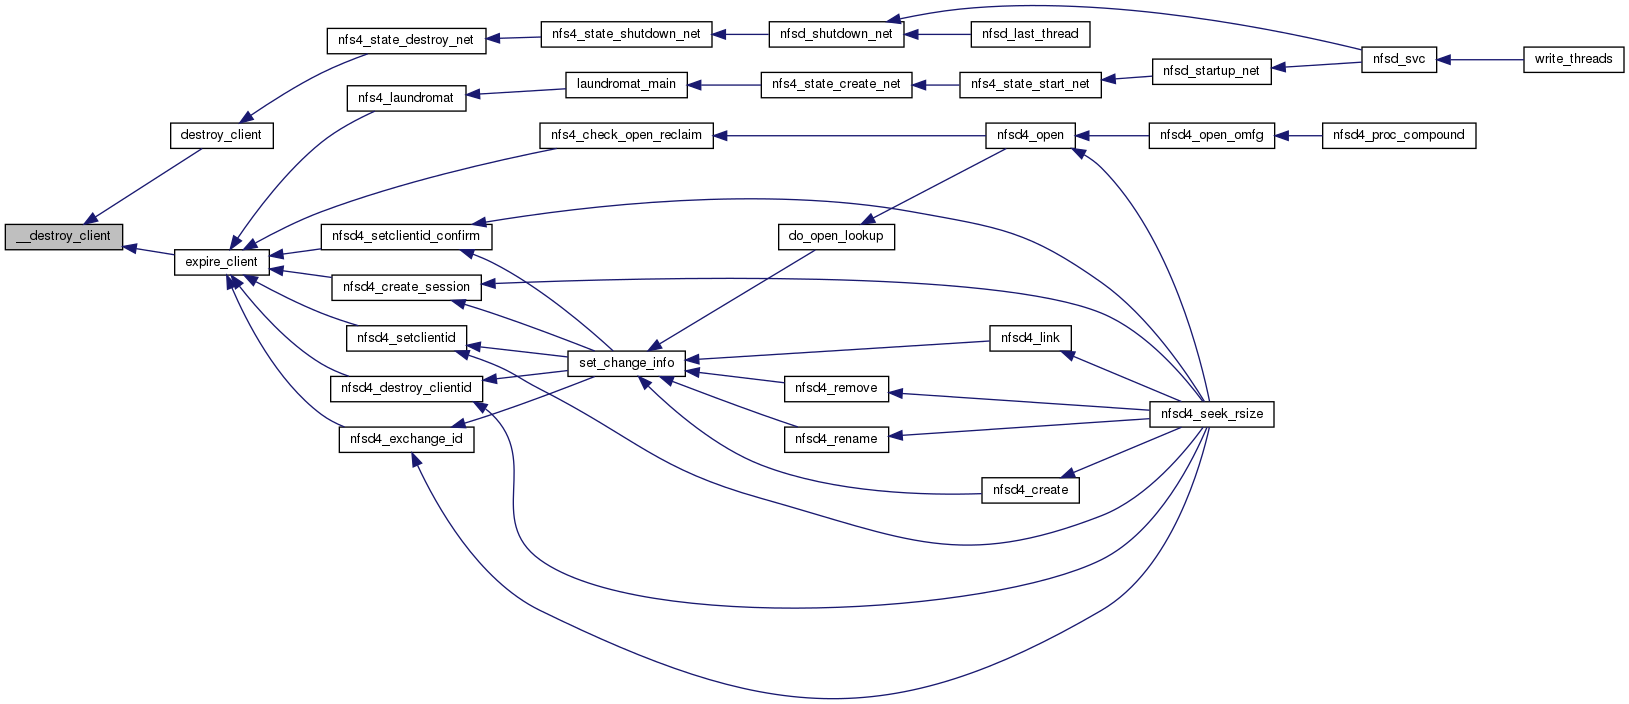 nfs4_state_destroy_net
nfs4_state_shutdown_net
nfsd_shutdown_net
nfsd_last_thread
nfsd_svc
write_threads
nfs4_laundromat
laundromat_main
nfs4_state_create_net
nfs4_state_start_net
nfsd_startup_net
destroy_client
nfs4_check_open_reclaim
nfsd4_open
nfsd4_open_omfg
nfsd4_proc_compound
__destroy_client
expire_client
nfsd4_setclientid_confirm
do_open_lookup
nfsd4_create_session
nfsd4_setclientid
set_change_info
nfsd4_link
nfsd4_destroy_clientid
nfsd4_remove
nfsd4_seek_rsize
nfsd4_exchange_id
nfsd4_rename
nfsd4_create